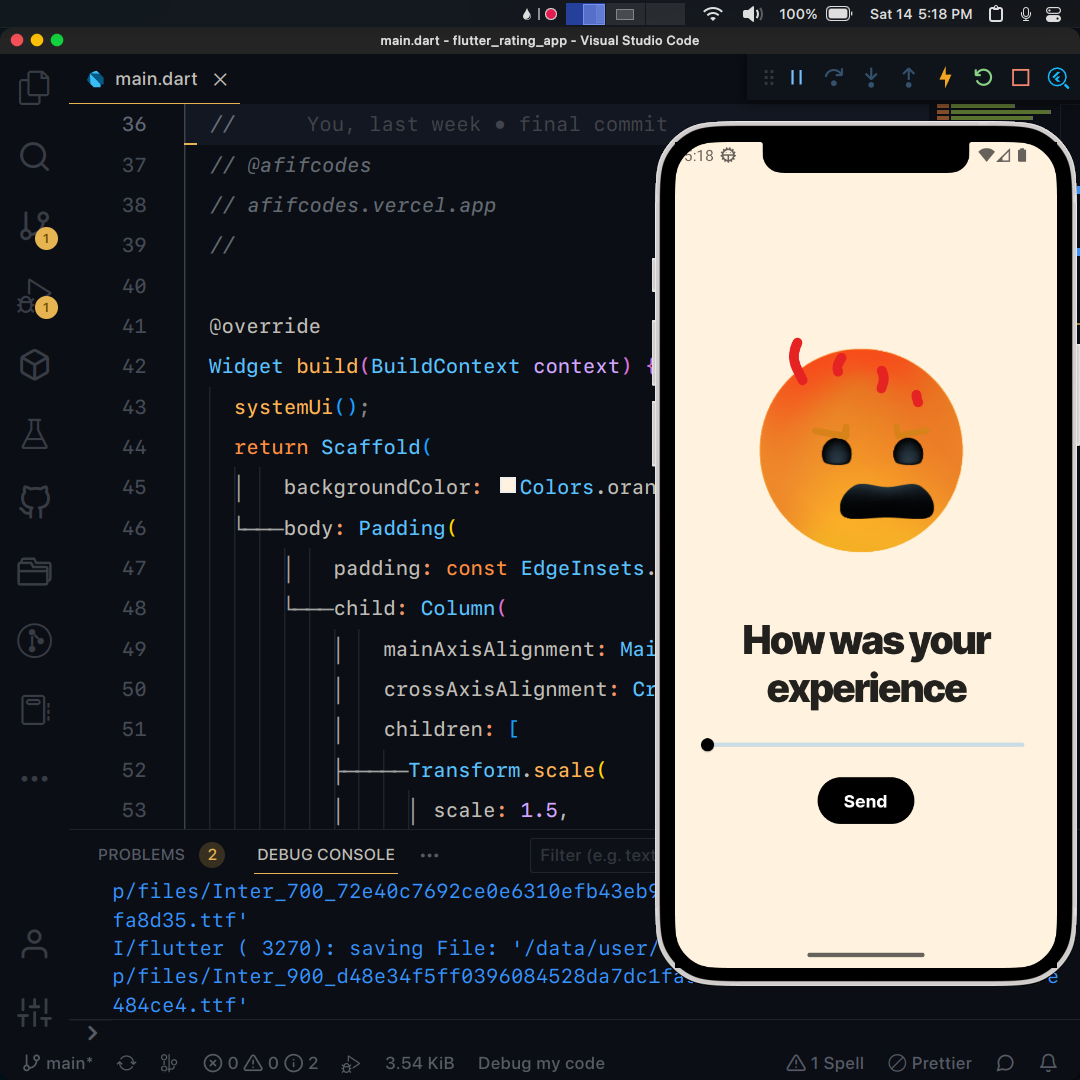 100%
Sat 14 5:18 PM
main.dart - flutter_rating_app - Visual Studio Code
main.dart
36 // You, last week • final commit
37 // @afifcodes
38 // afifcodes.vercel.app
39 //
40
41 @override
42 Widget build(BuildContext context) {
43 systemUi();
44 return Scaffold(
45 backgroundColor: Colors.oran
46 body: Padding(
47 padding: const EdgeInsets.
48 child: Column(
49 mainAxisAlignment: Mai
50 crossAxisAlignment: Cr
51 children: [
52 Transform.scale(
53 scale: 1.5,
1
1
5:18
How was your
experience
Send
PROBLEMS 2 DEBUG CONSOLE ••• Filter (e.g. text
p/files/Inter_700_72e40c7692ce0e6310efb43eb9
fa8d35.ttf'
I/flutter ( 3270): saving File: '/data/user/
p/files/Inter_900_d48e34f5ff0396084528da7dc1fa
484ce4.ttf'
main* 0 0 2 3.54 KiB Debug my code 1 Spell Prettier